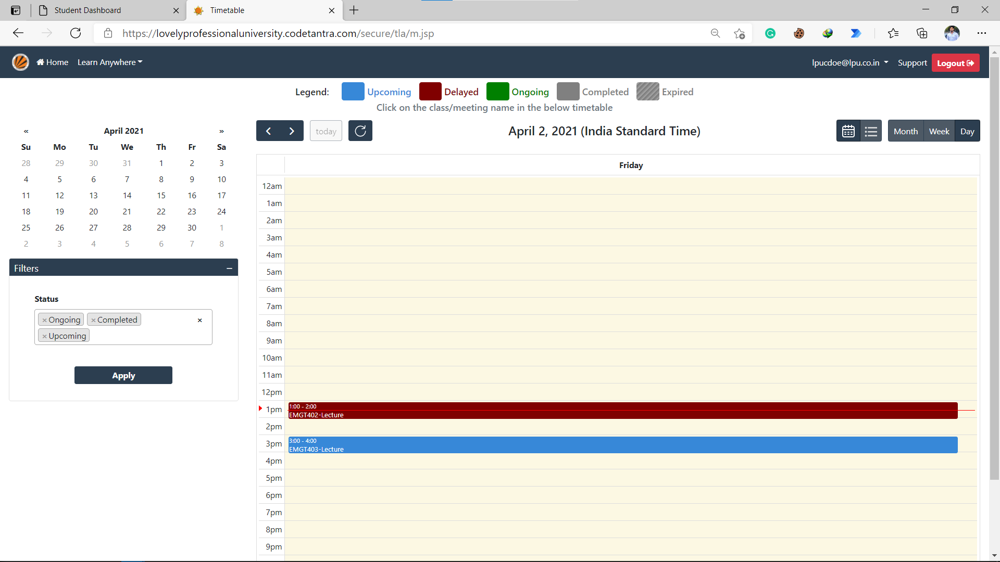 Student Dashboard
Timetable
https://lovelyprofessionaluniversity.codetantra.com/secure/tla/m.jsp
Home Learn Anywhere
lpucdoe@lpu.co.in Support Logout
Legend: Upcoming Delayed Ongoing Completed Expired
Click on the class/meeting name in the below timetable
« April 2021 »
Su Mo Tu We Th Fr Sa
28 29 30 31 1 2 3
4 5 6 7 8 9 10
11 12 13 14 15 16 17
18 19 20 21 22 23 24
25 26 27 28 29 30 1
2 3 4 5 6 7 8
Filters
Status
× Ongoing × Completed ×
× Upcoming
Apply
today
April 2, 2021 (India Standard Time)
Month Week Day
Friday
12am
1am
2am
3am
4am
5am
6am
7am
8am
9am
10am
11am
12pm
1pm
1:00 - 2:00
EMGT402-Lecture
2pm
3pm
3:00 - 4:00
EMGT403-Lecture
4pm
5pm
6pm
7pm
8pm
9pm